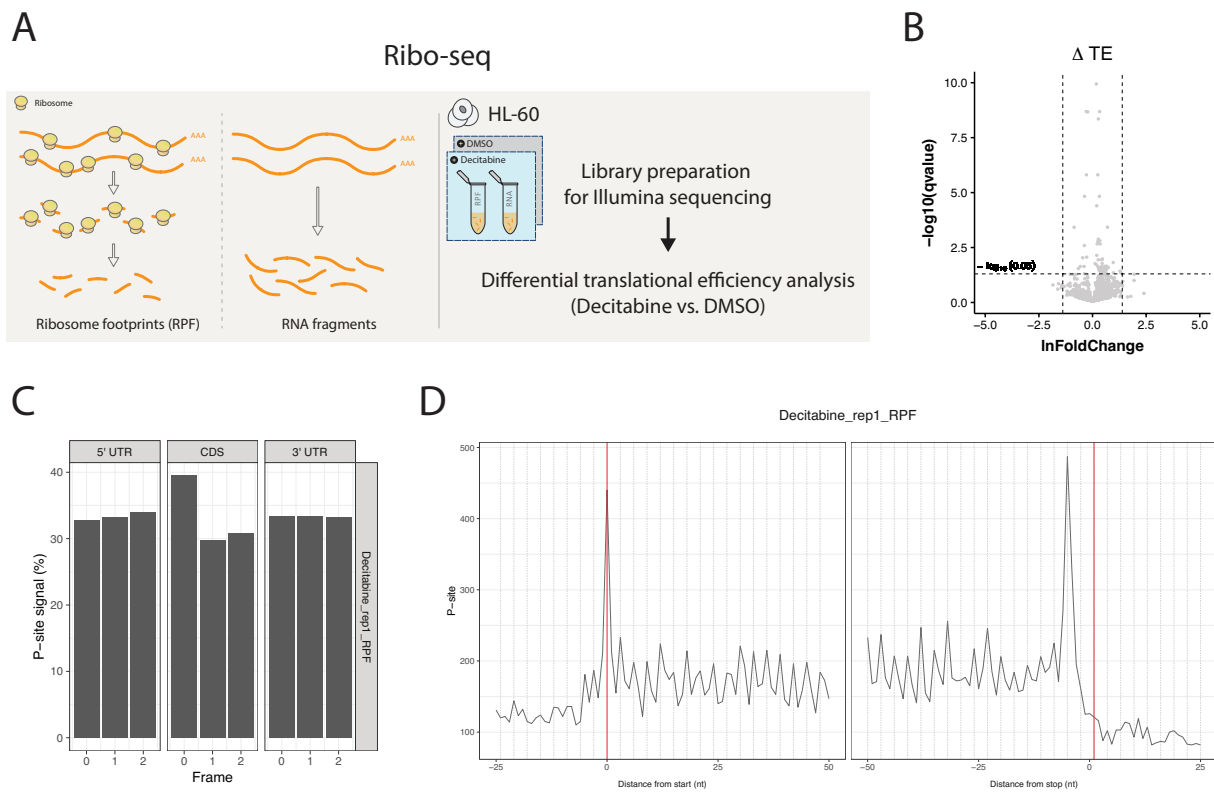 A
Ribo-seq
Ribosome
AAA
AAA
AAA
AAA
Ribosome footprints (RPF)
RNA fragments
HL-60
DMSO
Decitabine
RPF
RNA
Library preparation
for Illumina sequencing
Differential translational efficiency analysis
(Decitabine vs. DMSO)
B
Δ TE
10.0
7.5
5.0
2.5
0.0
−log10(qvalue)
− log₁₀ (0.05)
−5.0 −2.5 0.0 2.5 5.0
lnFoldChange
C
5' UTR CDS 3' UTR
40
30
20
10
0
P−site signal (%)
Decitabine_rep1_RPF
0 1 2 0 1 2 0 1 2
Frame
D
Decitabine_rep1_RPF
500
400
300
200
100
P−site
−25 0 25 50
Distance from start (nt)
−50 −25 0 25
Distance from stop (nt)